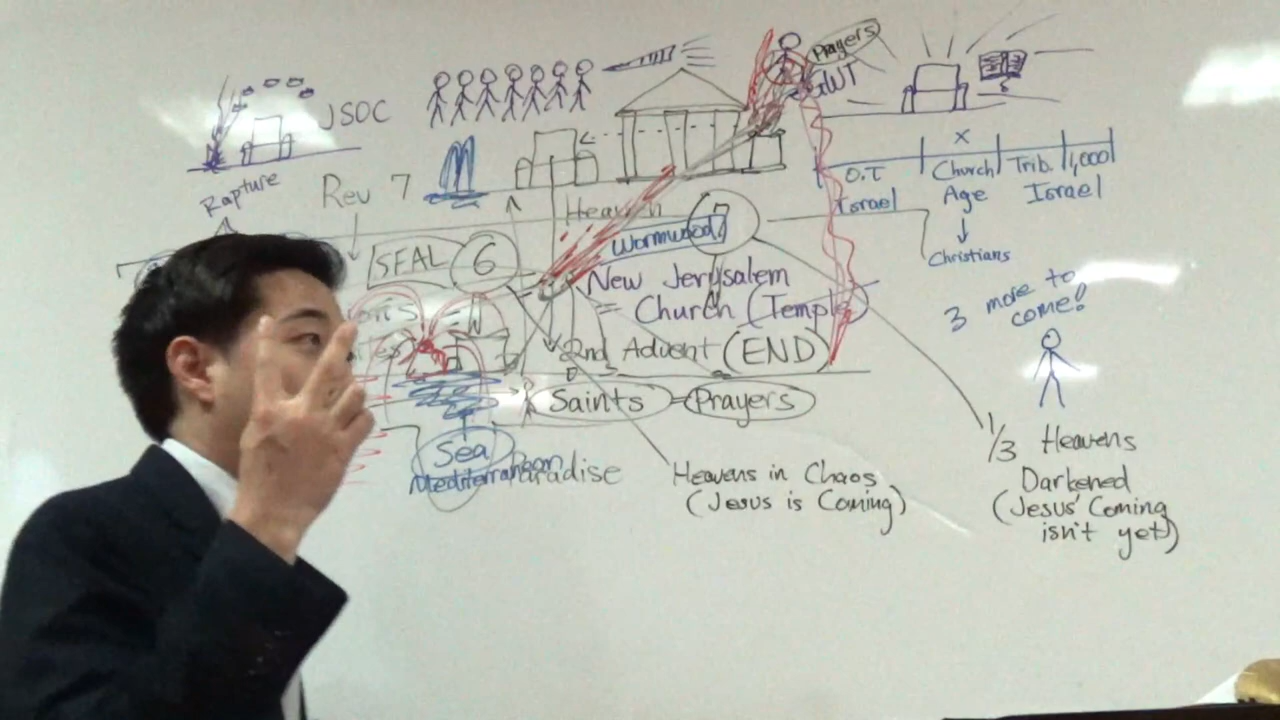 Prayers
GWT
JSOC
X
Rapture
Rev 7
O.T
Israel
Church
Age
Trib.
1,000
Israel
Heaven
Wormwood
7
Christians
SEAL 6
New Jerusalem
Church (Temple)
3 more to
come!
2nd Advent (END)
Saints = Prayers
Sea
Mediterranean
Paradise
Heavens in Chaos
(Jesus is Coming)
1/3 Heavens
Darkened
(Jesus' Coming
isn't yet)